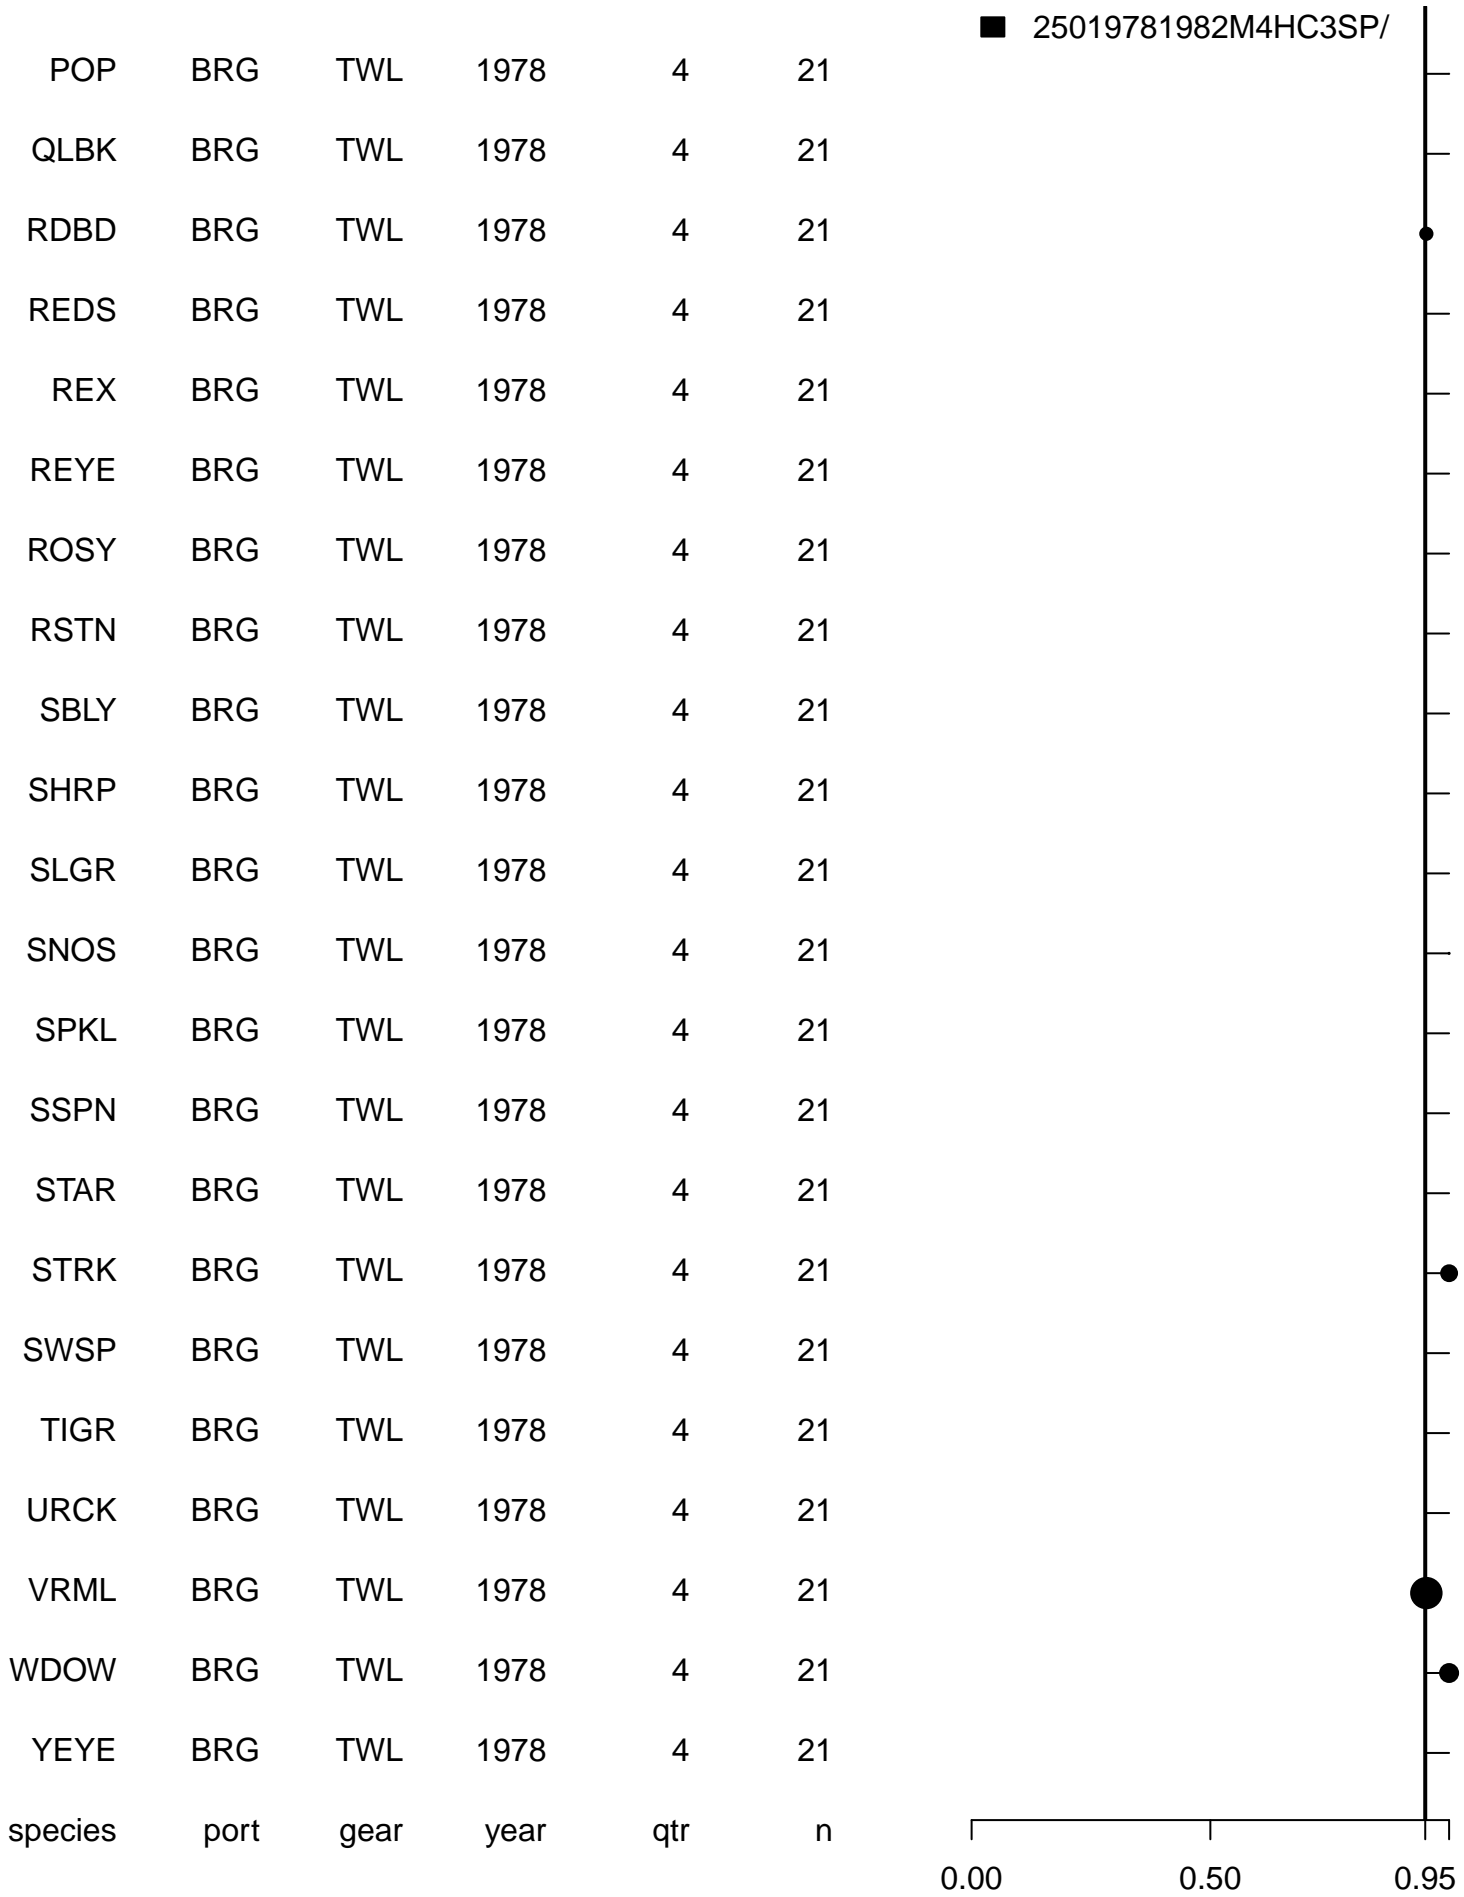 25019781982M4HC3SP/
POP BRG TWL 1978 4 21
QLBK BRG TWL 1978 4 21
RDBD BRG TWL 1978 4 21
REDS BRG TWL 1978 4 21
REX BRG TWL 1978 4 21
REYE BRG TWL 1978 4 21
ROSY BRG TWL 1978 4 21
RSTN BRG TWL 1978 4 21
SBLY BRG TWL 1978 4 21
SHRP BRG TWL 1978 4 21
SLGR BRG TWL 1978 4 21
SNOS BRG TWL 1978 4 21
SPKL BRG TWL 1978 4 21
SSPN BRG TWL 1978 4 21
STAR BRG TWL 1978 4 21
STRK BRG TWL 1978 4 21
SWSP BRG TWL 1978 4 21
TIGR BRG TWL 1978 4 21
URCK BRG TWL 1978 4 21
VRML BRG TWL 1978 4 21
WDOW BRG TWL 1978 4 21
YEYE BRG TWL 1978 4 21
species port gear year qtr n
0.00 0.50 0.95